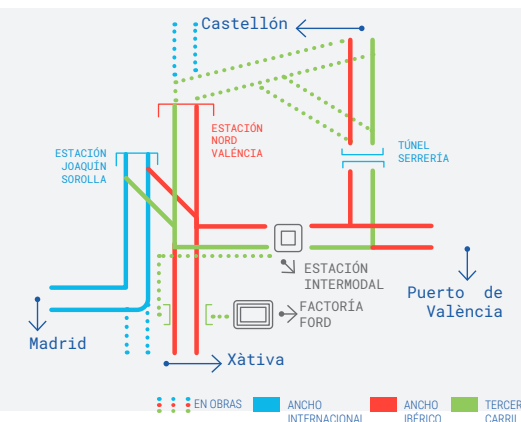 Castellón
ESTACIÓN
NORD
VALÉNCIA
ESTACIÓN
JOAQUÍN
SOROLLA
TÚNEL
SERRERÍA
ESTACIÓN
INTERMODAL
FACTORÍA
FORD
Puerto de
València
Madrid
Xàtiva
EN OBRAS
ANCHO
INTERNACIONAL
ANCHO
IBÉRICO
TERCER
CARRIL